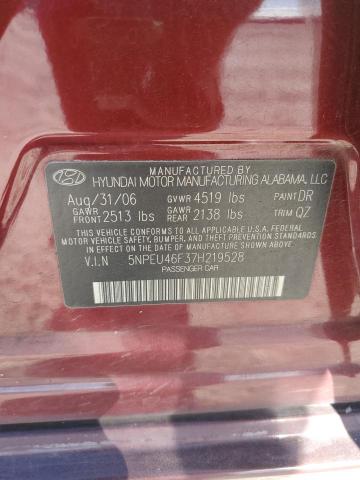 MANUFACTURED BY
HYUNDAI MOTOR MANUFACTURING ALABAMA, LLC
Aug/31/06 GVWR 4519 lbs PAINT DR
GAWR FRONT 2513 lbs GAWR REAR 2138 lbs TRIM QZ
THIS VEHICLE CONFORMS TO ALL APPLICABLE U.S.A. FEDERAL
MOTOR VEHICLE SAFETY, BUMPER, AND THEFT PREVENTION STANDARDS
IN EFFECT ON THE DATE OF MANUFACTURE SHOWN ABOVE.
V.I.N 5NPEU46F37H219528
PASSENGER CAR